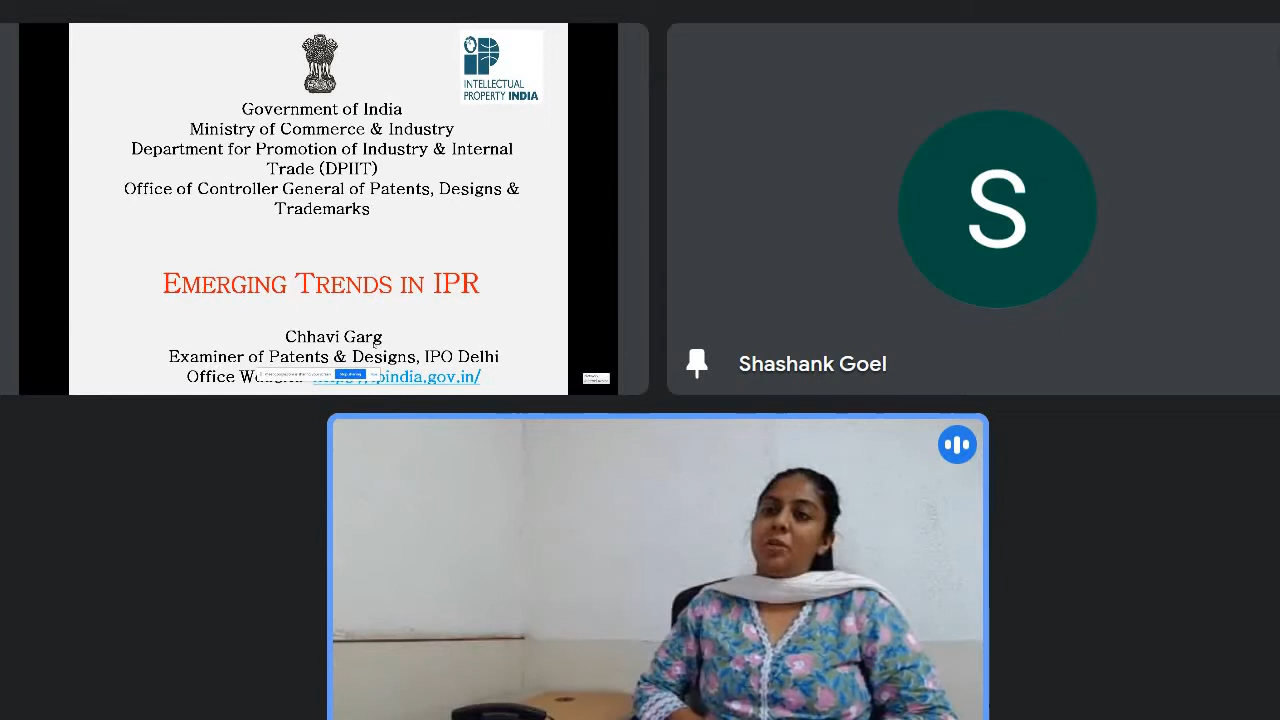 INTELLECTUAL
PROPERTY INDIA
Government of India
Ministry of Commerce & Industry
Department for Promotion of Industry & Internal
Trade (DPIIT)
Office of Controller General of Patents, Designs &
Trademarks
EMERGING TRENDS IN IPR
Chhavi Garg
Examiner of Patents & Designs, IPO Delhi
Office
Stop sharing
S
Shashank Goel